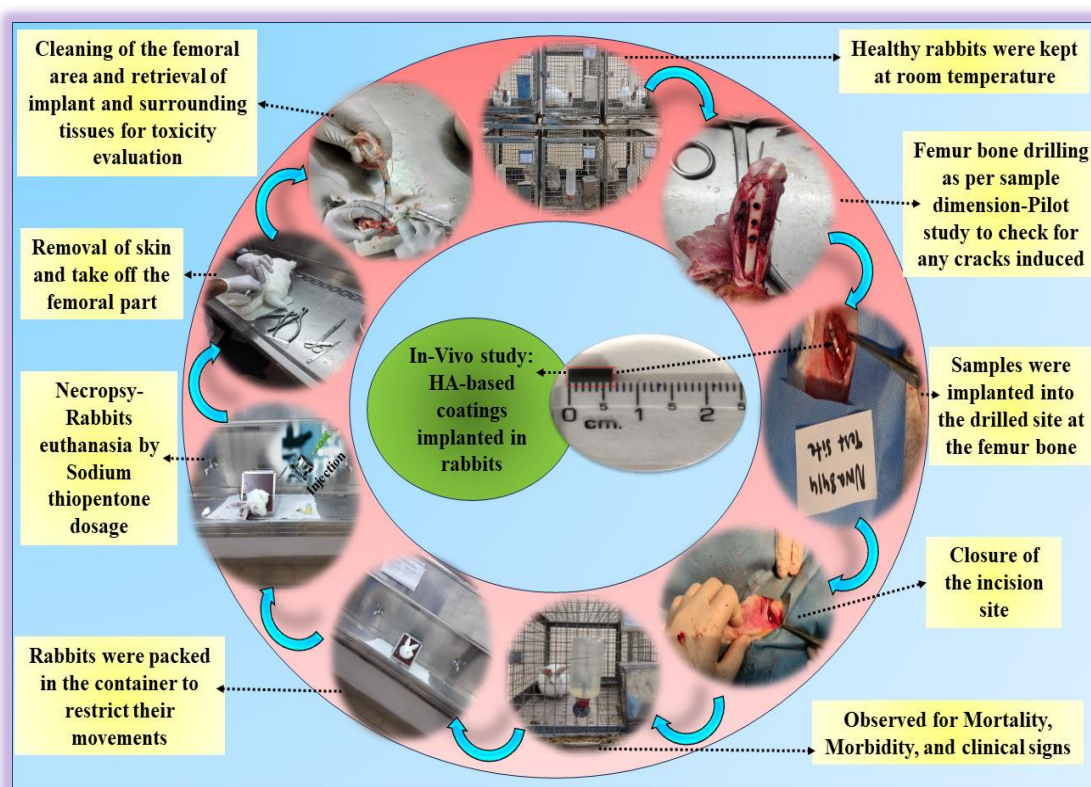 Cleaning of the femoral
area and retrieval of
implant and surrounding
tissues for toxicity
evaluation
Healthy rabbits were kept
at room temperature
Femur bone drilling
as per sample
dimension-Pilot
study to check for
any cracks induced
Removal of skin
and take off the
femoral part
In-Vivo study:
HA-based
coatings
implanted in
rabbits
0 5 1 5 2 5
cm.
Samples were
implanted into
the drilled site at
the femur bone
Test site
Necropsy-
Rabbits
euthanasia by
Sodium
thiopentone
dosage
Injection
Closure of
the incision
site
Rabbits were packed
in the container to
restrict their
movements
Observed for Mortality,
Morbidity, and clinical signs